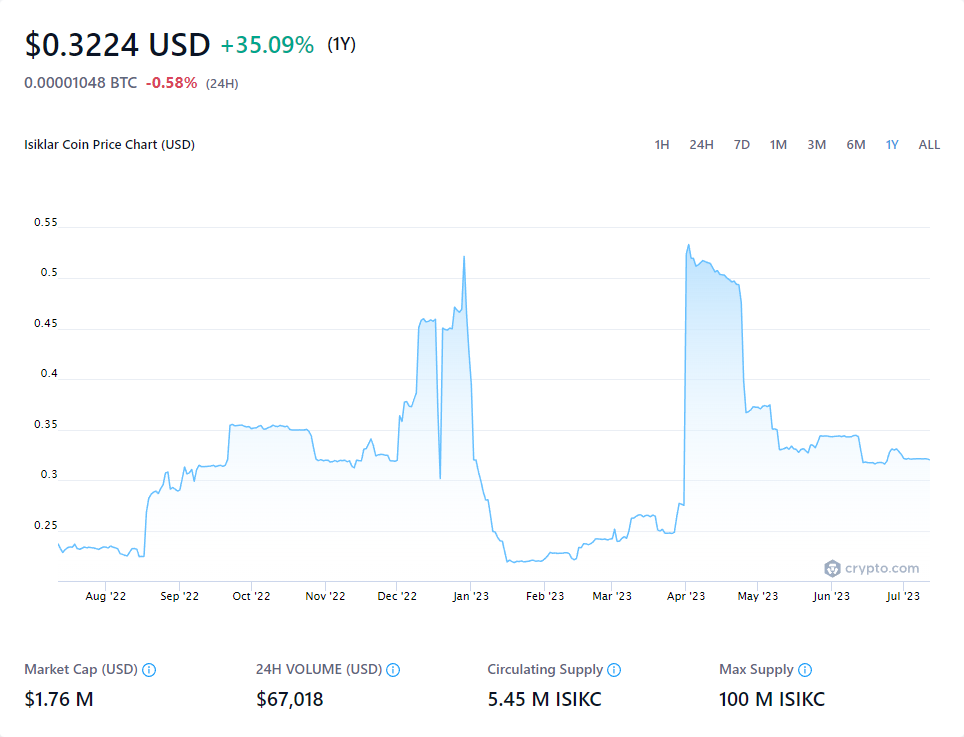 $0.3224 USD +35.09% (1Y)
0.00001048 BTC -0.58% (24H)
Isiklar Coin Price Chart (USD) 1H 24H 7D 1M 3M 6M 1Y ALL
0.55
0.5
0.45
0.4
0.35
0.3
0.25
crypto.com
Aug '22 Sep '22 Oct '22 Nov '22 Dec '22 Jan '23 Feb '23 Mar '23 Apr '23 May '23 Jun '23 Jul '23
Market Cap (USD) 24H VOLUME (USD) Circulating Supply Max Supply
$1.76 M $67,018 5.45 M ISIKC 100 M ISIKC